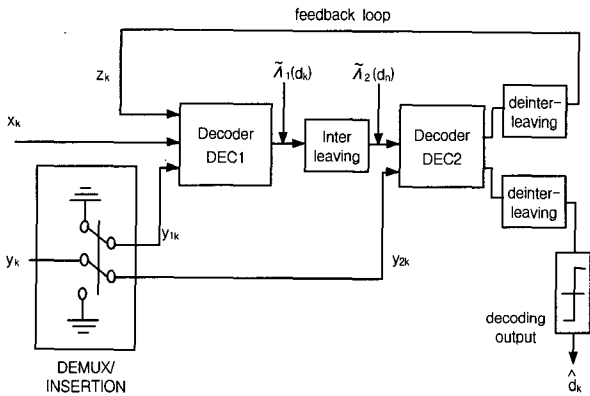 feedback loop
z_k
Λ̃₁(d_k)
Λ̃₂(d_n)
deinter-
leaving
x_k
Decoder
DEC1
Inter
leaving
Decoder
DEC2
deinter-
leaving
y_1k
y_k
y_2k
decoding
output
DEMUX/
INSERTION
d̂_k